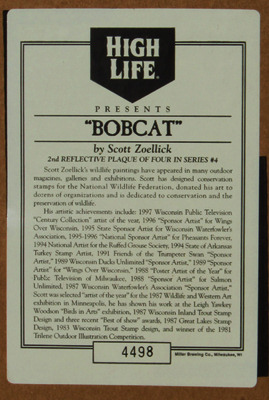 HIGH
LIFE
PRESENTS
"BOBCAT"
by Scott Zoellick
2nd REFLECTIVE PLAQUE OF FOUR IN SERIES #4
Scott Zoellick's wildlife paintings have appeared in many outdoor
magazines, galleries and exhibitions. Scott has designed conservation
stamps for the National Wildlife Federation, donated his art to
dozens of organizations and is dedicated to conservation and the
preservation of wildlife.
His artistic achievements include: 1997 Wisconsin Public Television
"Century Collection" artist of the year, 1996 "Sponsor Artist" for Wings
Over Wisconsin, 1995 State Sponsor Artist for Wisconsin Waterfowler's
Association, 1995-1996 "National Sponsor Artist" for Pheasants Forever,
1994 National Artist for the Ruffed Grouse Society, 1994 State of Arkansas
Turkey Stamp Artist, 1991 Friends of the Trumpeter Swan "Sponsor
Artist," 1989 Wisconsin Ducks Unlimited "Sponsor Artist," 1989 "Sponsor
Artist" for "Wings Over Wisconsin," 1988 "Poster Artist of the Year" for
Public Television of Milwaukee, 1988 "Sponsor Artist" for Salmon
Unlimited, 1987 Wisconsin Waterfowler's Association "Sponsor Artist,"
Scott was selected "artist of the year" for the 1987 Wildlife and Western Art
exhibition in Minneapolis, he has shown his work at the Leigh Yawkey
Woodson "Birds in Arts" exhibition, 1987 Wisconsin Inland Trout Stamp
Design and three recent "Best of show" awards, 1987 Great Lakes Stamp
Design, 1983 Wisconsin Trout Stamp design, and winner of the 1981
Trilene Outdoor Illustration Competition.
4498
Miller Brewing Co., Milwaukee, WI